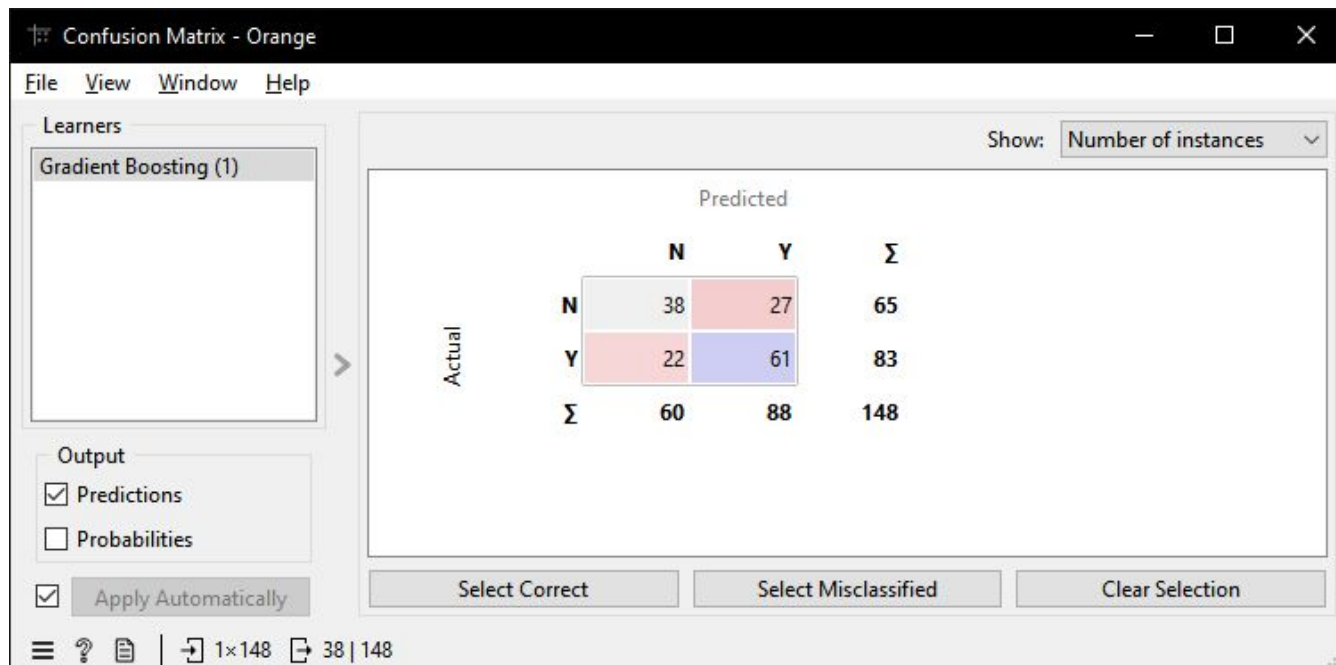 Confusion Matrix - Orange
File View Window Help
Learners
Gradient Boosting (1)
Show: Number of instances
Predicted
N Y Σ
Actual
N 38 27 65
Y 22 61 83
Σ 60 88 148
Output
Predictions
Probabilities
Apply Automatically
Select Correct Select Misclassified Clear Selection
? 1×148 38 | 148